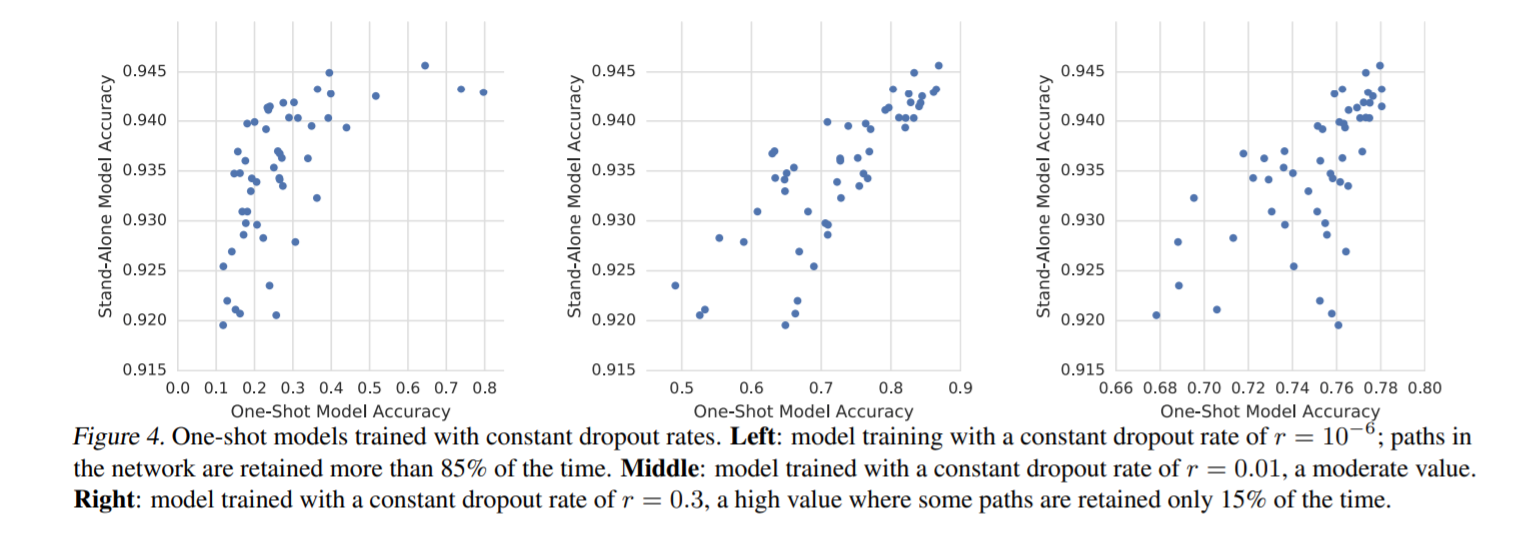 Stand-Alone Model Accuracy
0.945
0.940
0.935
0.930
0.925
0.920
0.915
0.0 0.1 0.2 0.3 0.4 0.5 0.6 0.7 0.8
One-Shot Model Accuracy
Stand-Alone Model Accuracy
0.945
0.940
0.935
0.930
0.925
0.920
0.915
0.5 0.6 0.7 0.8 0.9
One-Shot Model Accuracy
Stand-Alone Model Accuracy
0.945
0.940
0.935
0.930
0.925
0.920
0.915
0.66 0.68 0.70 0.72 0.74 0.76 0.78 0.80
One-Shot Model Accuracy
Figure 4. One-shot models trained with constant dropout rates. Left: model training with a constant dropout rate of r = 10⁻⁶; paths in
the network are retained more than 85% of the time. Middle: model trained with a constant dropout rate of r = 0.01, a moderate value.
Right: model trained with a constant dropout rate of r = 0.3, a high value where some paths are retained only 15% of the time.